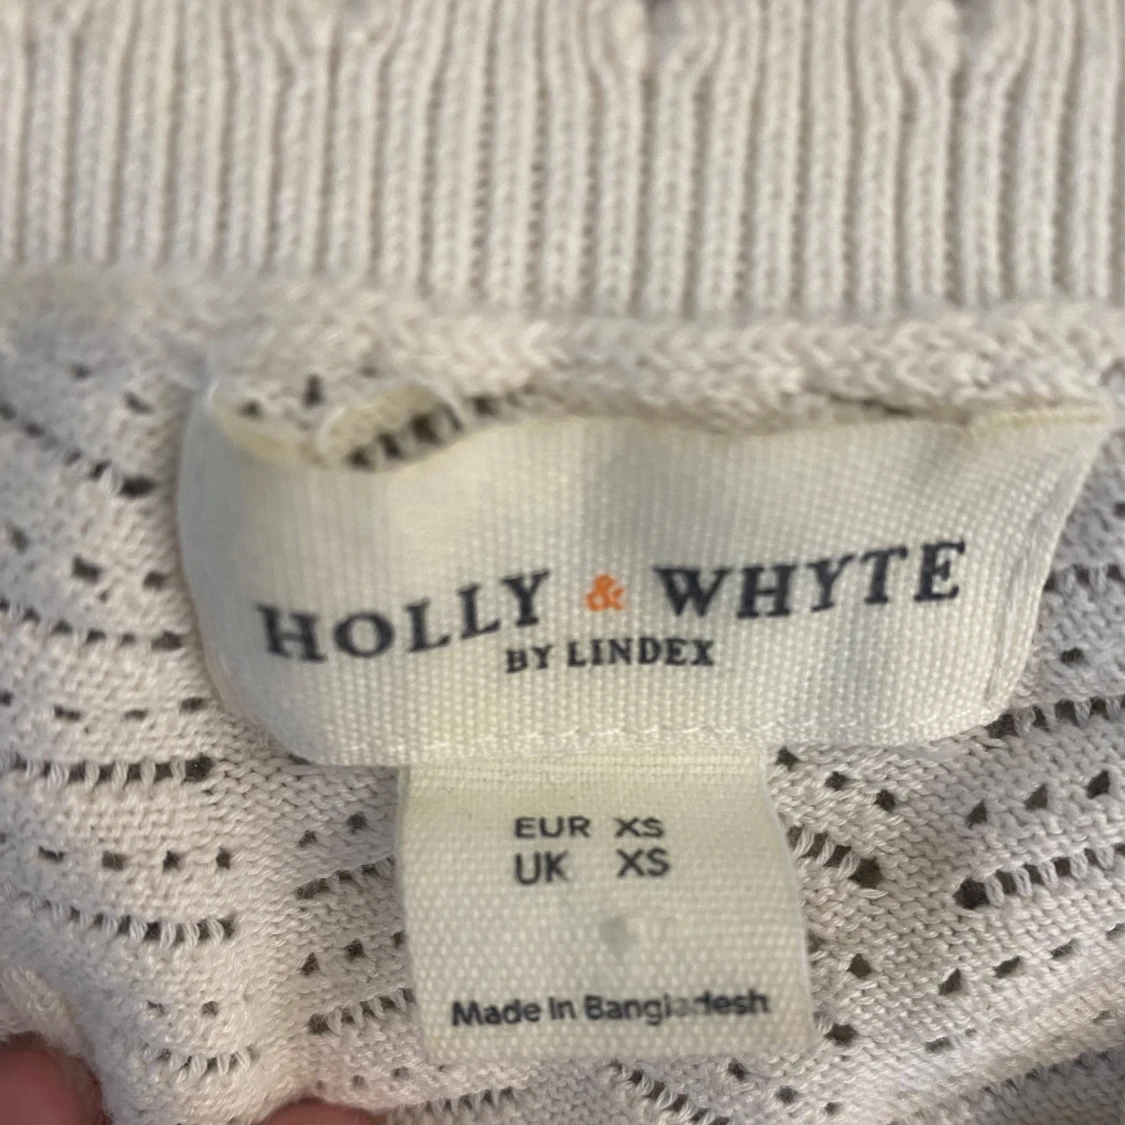 HOLLY & WHYTE
BY LINDEX
EUR XS
UK XS
Made In Bangladesh